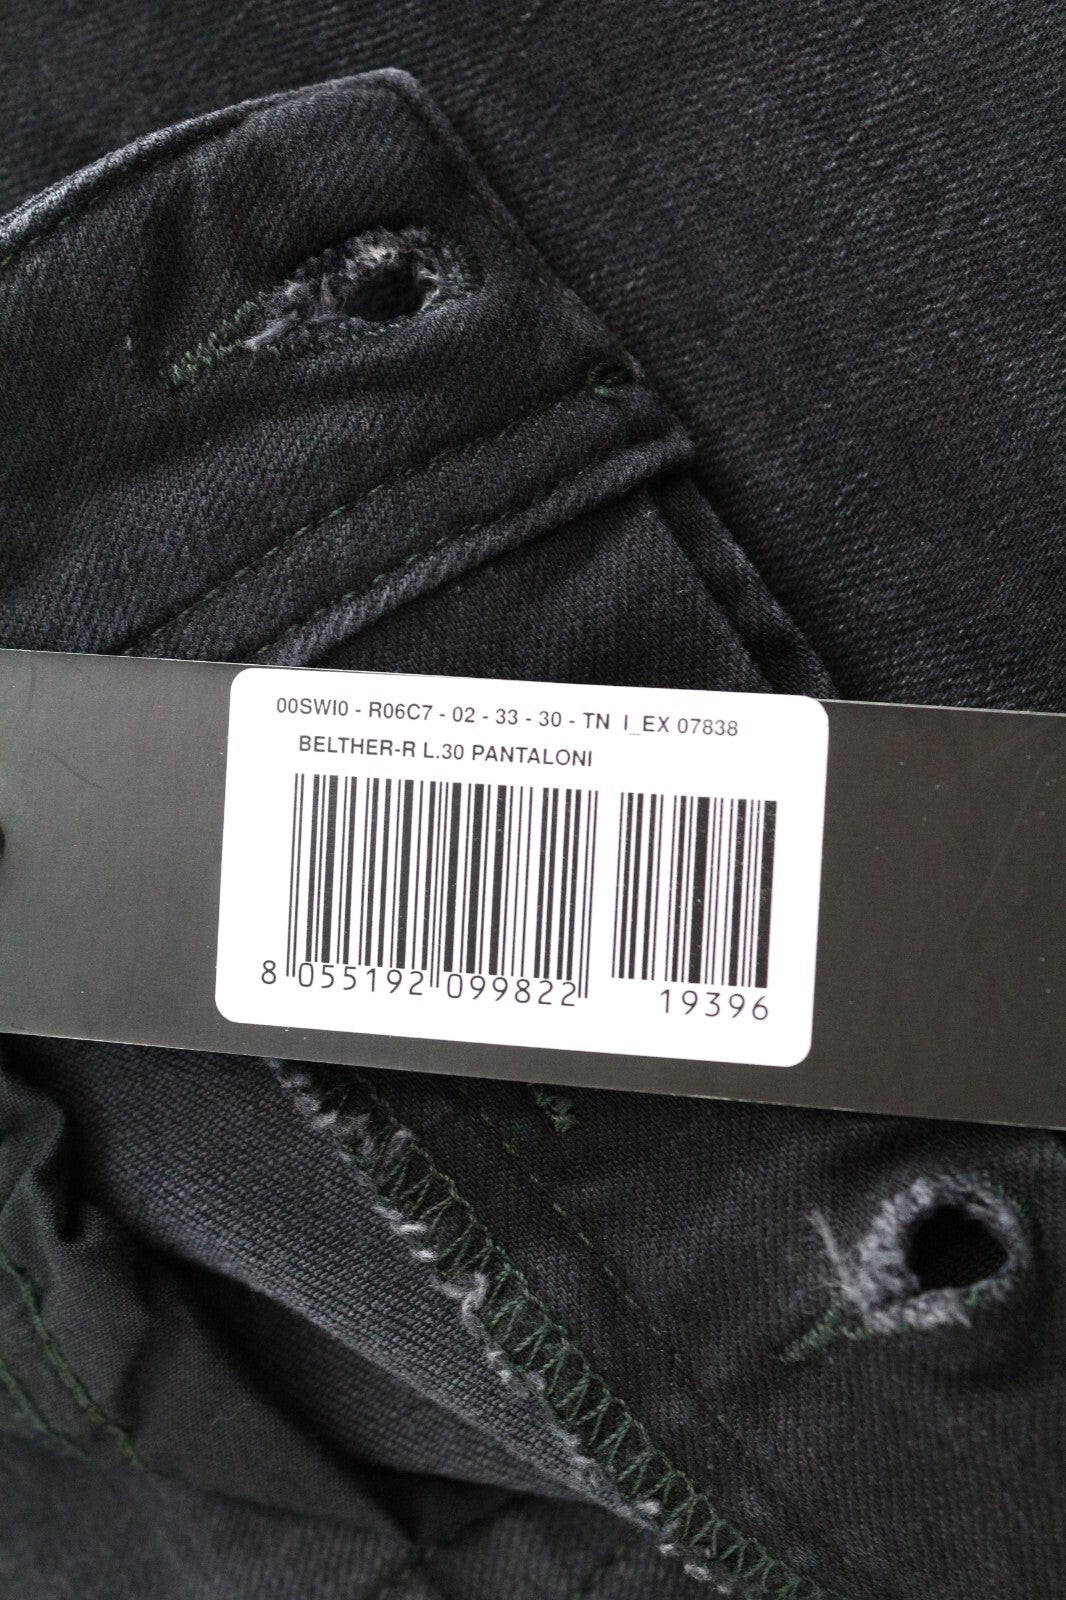 00SWI0 - R06C7 - 02 - 33 - 30 - TN I_EX 07838
BELTHER-R L.30 PANTALONI
8 055192 099822 19396